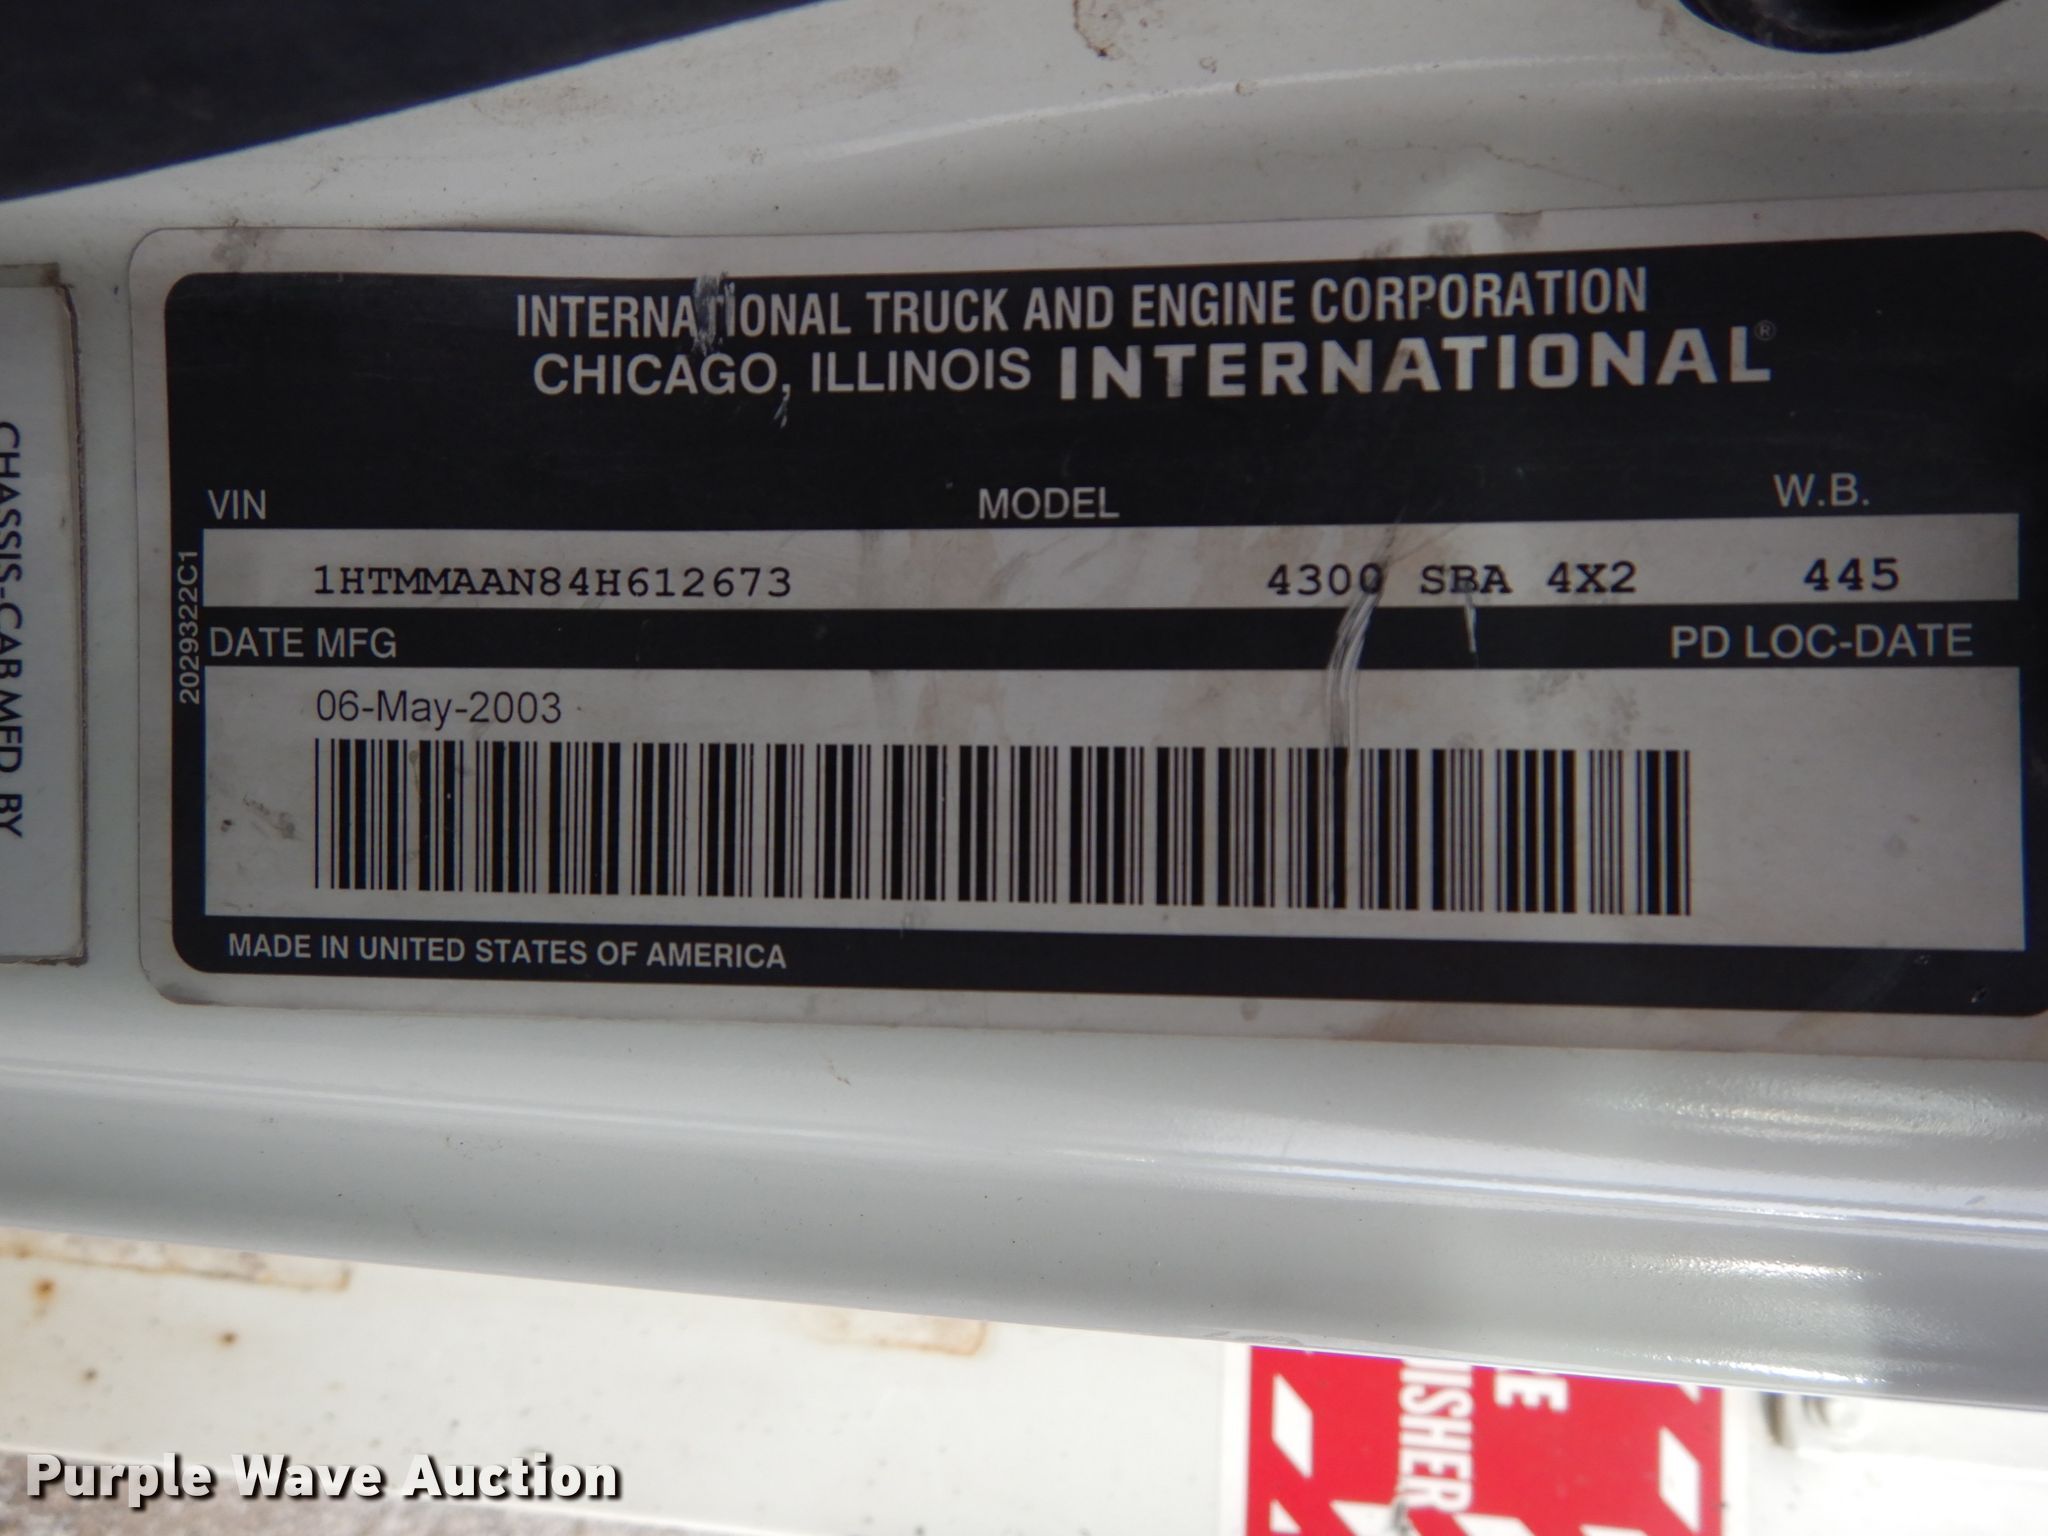 INTERNATIONAL TRUCK AND ENGINE CORPORATION
CHICAGO, ILLINOIS INTERNATIONAL®
VIN MODEL W.B.
1HTMMAAN84H612673 4300 SBA 4X2 445
DATE MFG PD LOC-DATE
06-May-2003
MADE IN UNITED STATES OF AMERICA
2029322C1
CHASSIS-CAB MFD BY
Purple Wave Auction